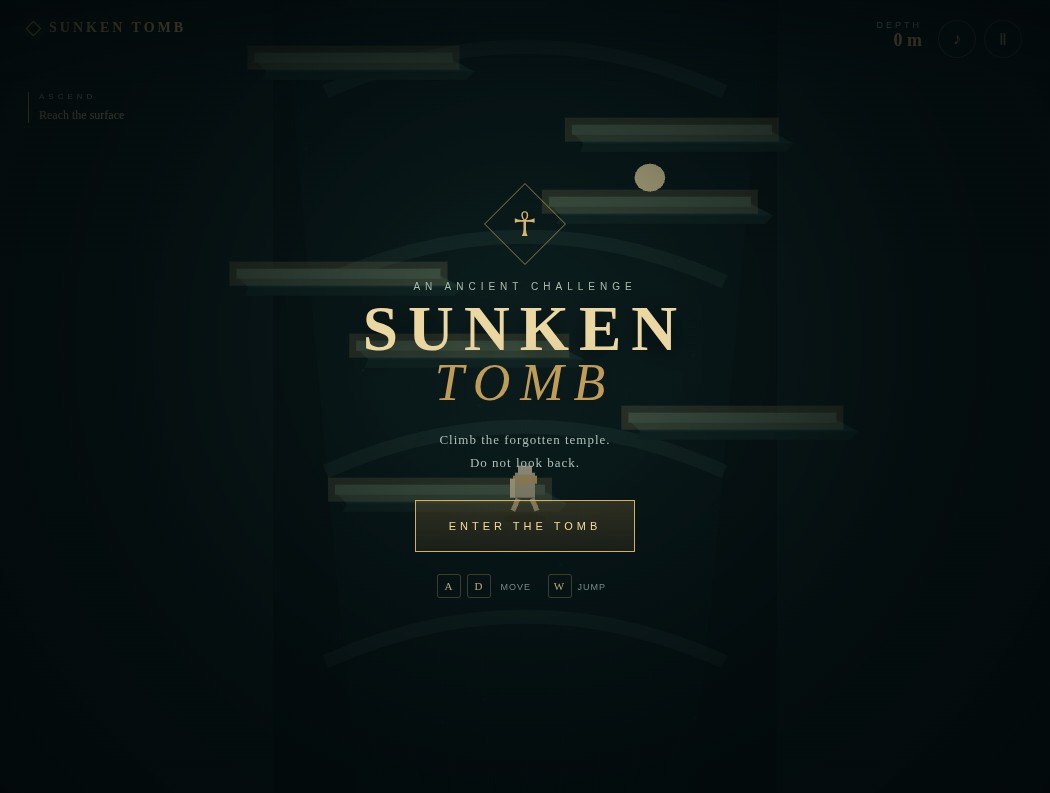 SUNKEN TOMB
DEPTH
0 m
ASCEND
Reach the surface
AN ANCIENT CHALLENGE
SUNKEN
TOMB
Climb the forgotten temple.
Do not look back.
ENTER THE TOMB
A D MOVE W JUMP